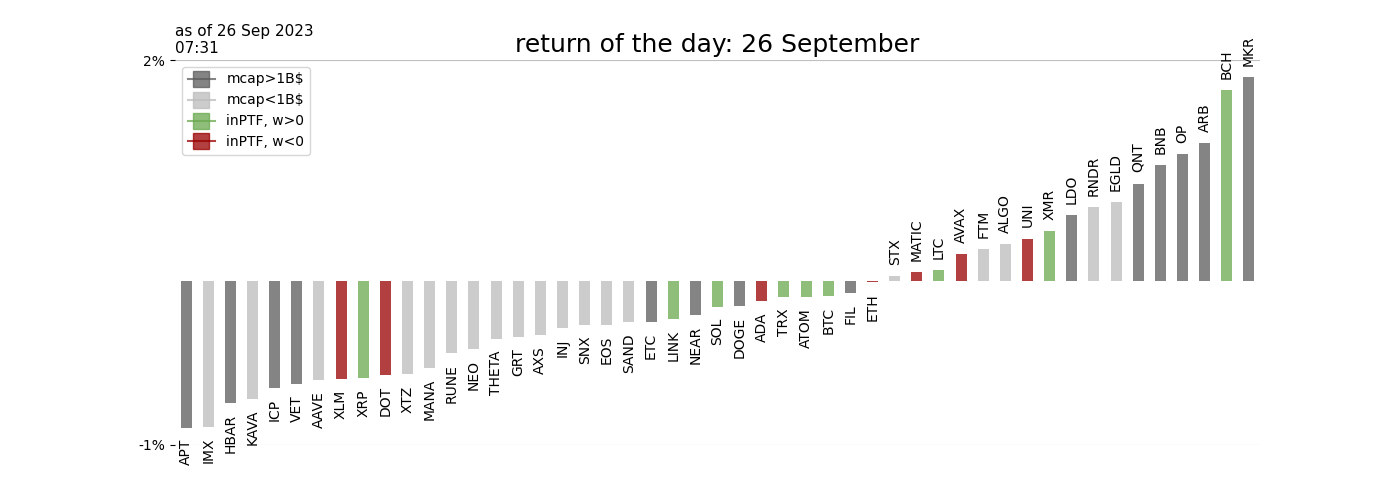 as of 26 Sep 2023
07:31
return of the day: 26 September
2%
mcap>1B$
mcap<1B$
inPTF, w>0
inPTF, w<0
-1%
APT
IMX
HBAR
KAVA
ICP
VET
AAVE
XLM
XRP
DOT
XTZ
MANA
RUNE
NEO
THETA
GRT
AXS
INJ
SNX
EOS
SAND
ETC
LINK
NEAR
SOL
DOGE
ADA
TRX
ATOM
BTC
FIL
ETH
STX
MATIC
LTC
AVAX
FTM
ALGO
UNI
XMR
LDO
RNDR
EGLD
QNT
BNB
OP
ARB
BCH
MKR